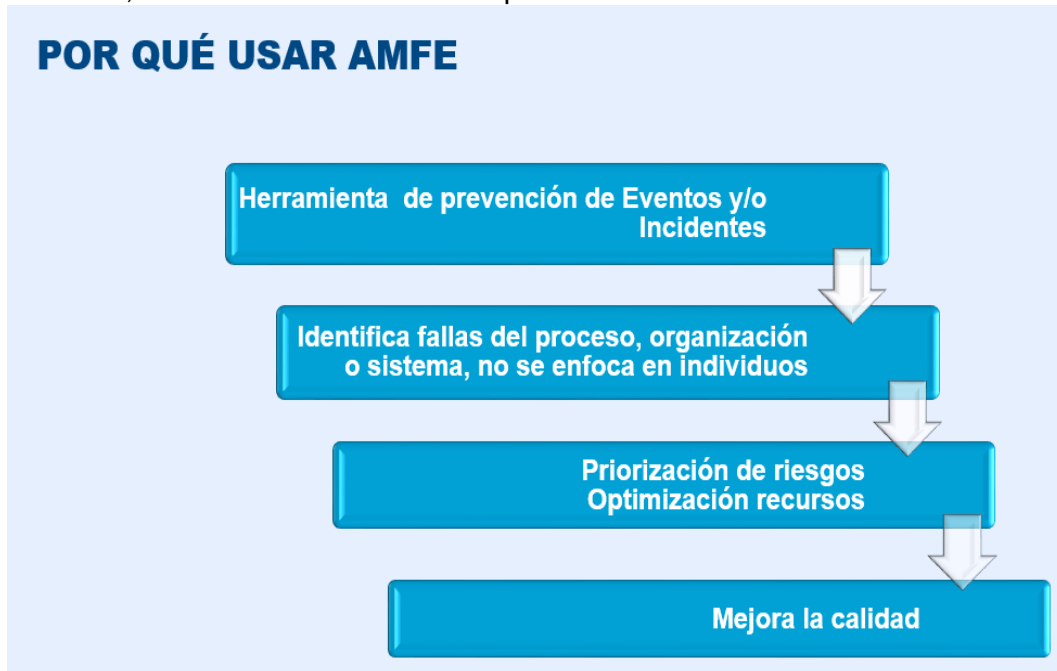 POR QUÉ USAR AMFE
Herramienta de prevención de Eventos y/o
Incidentes
Identifica fallas del proceso, organización
o sistema, no se enfoca en individuos
Priorización de riesgos
Optimización recursos
Mejora la calidad